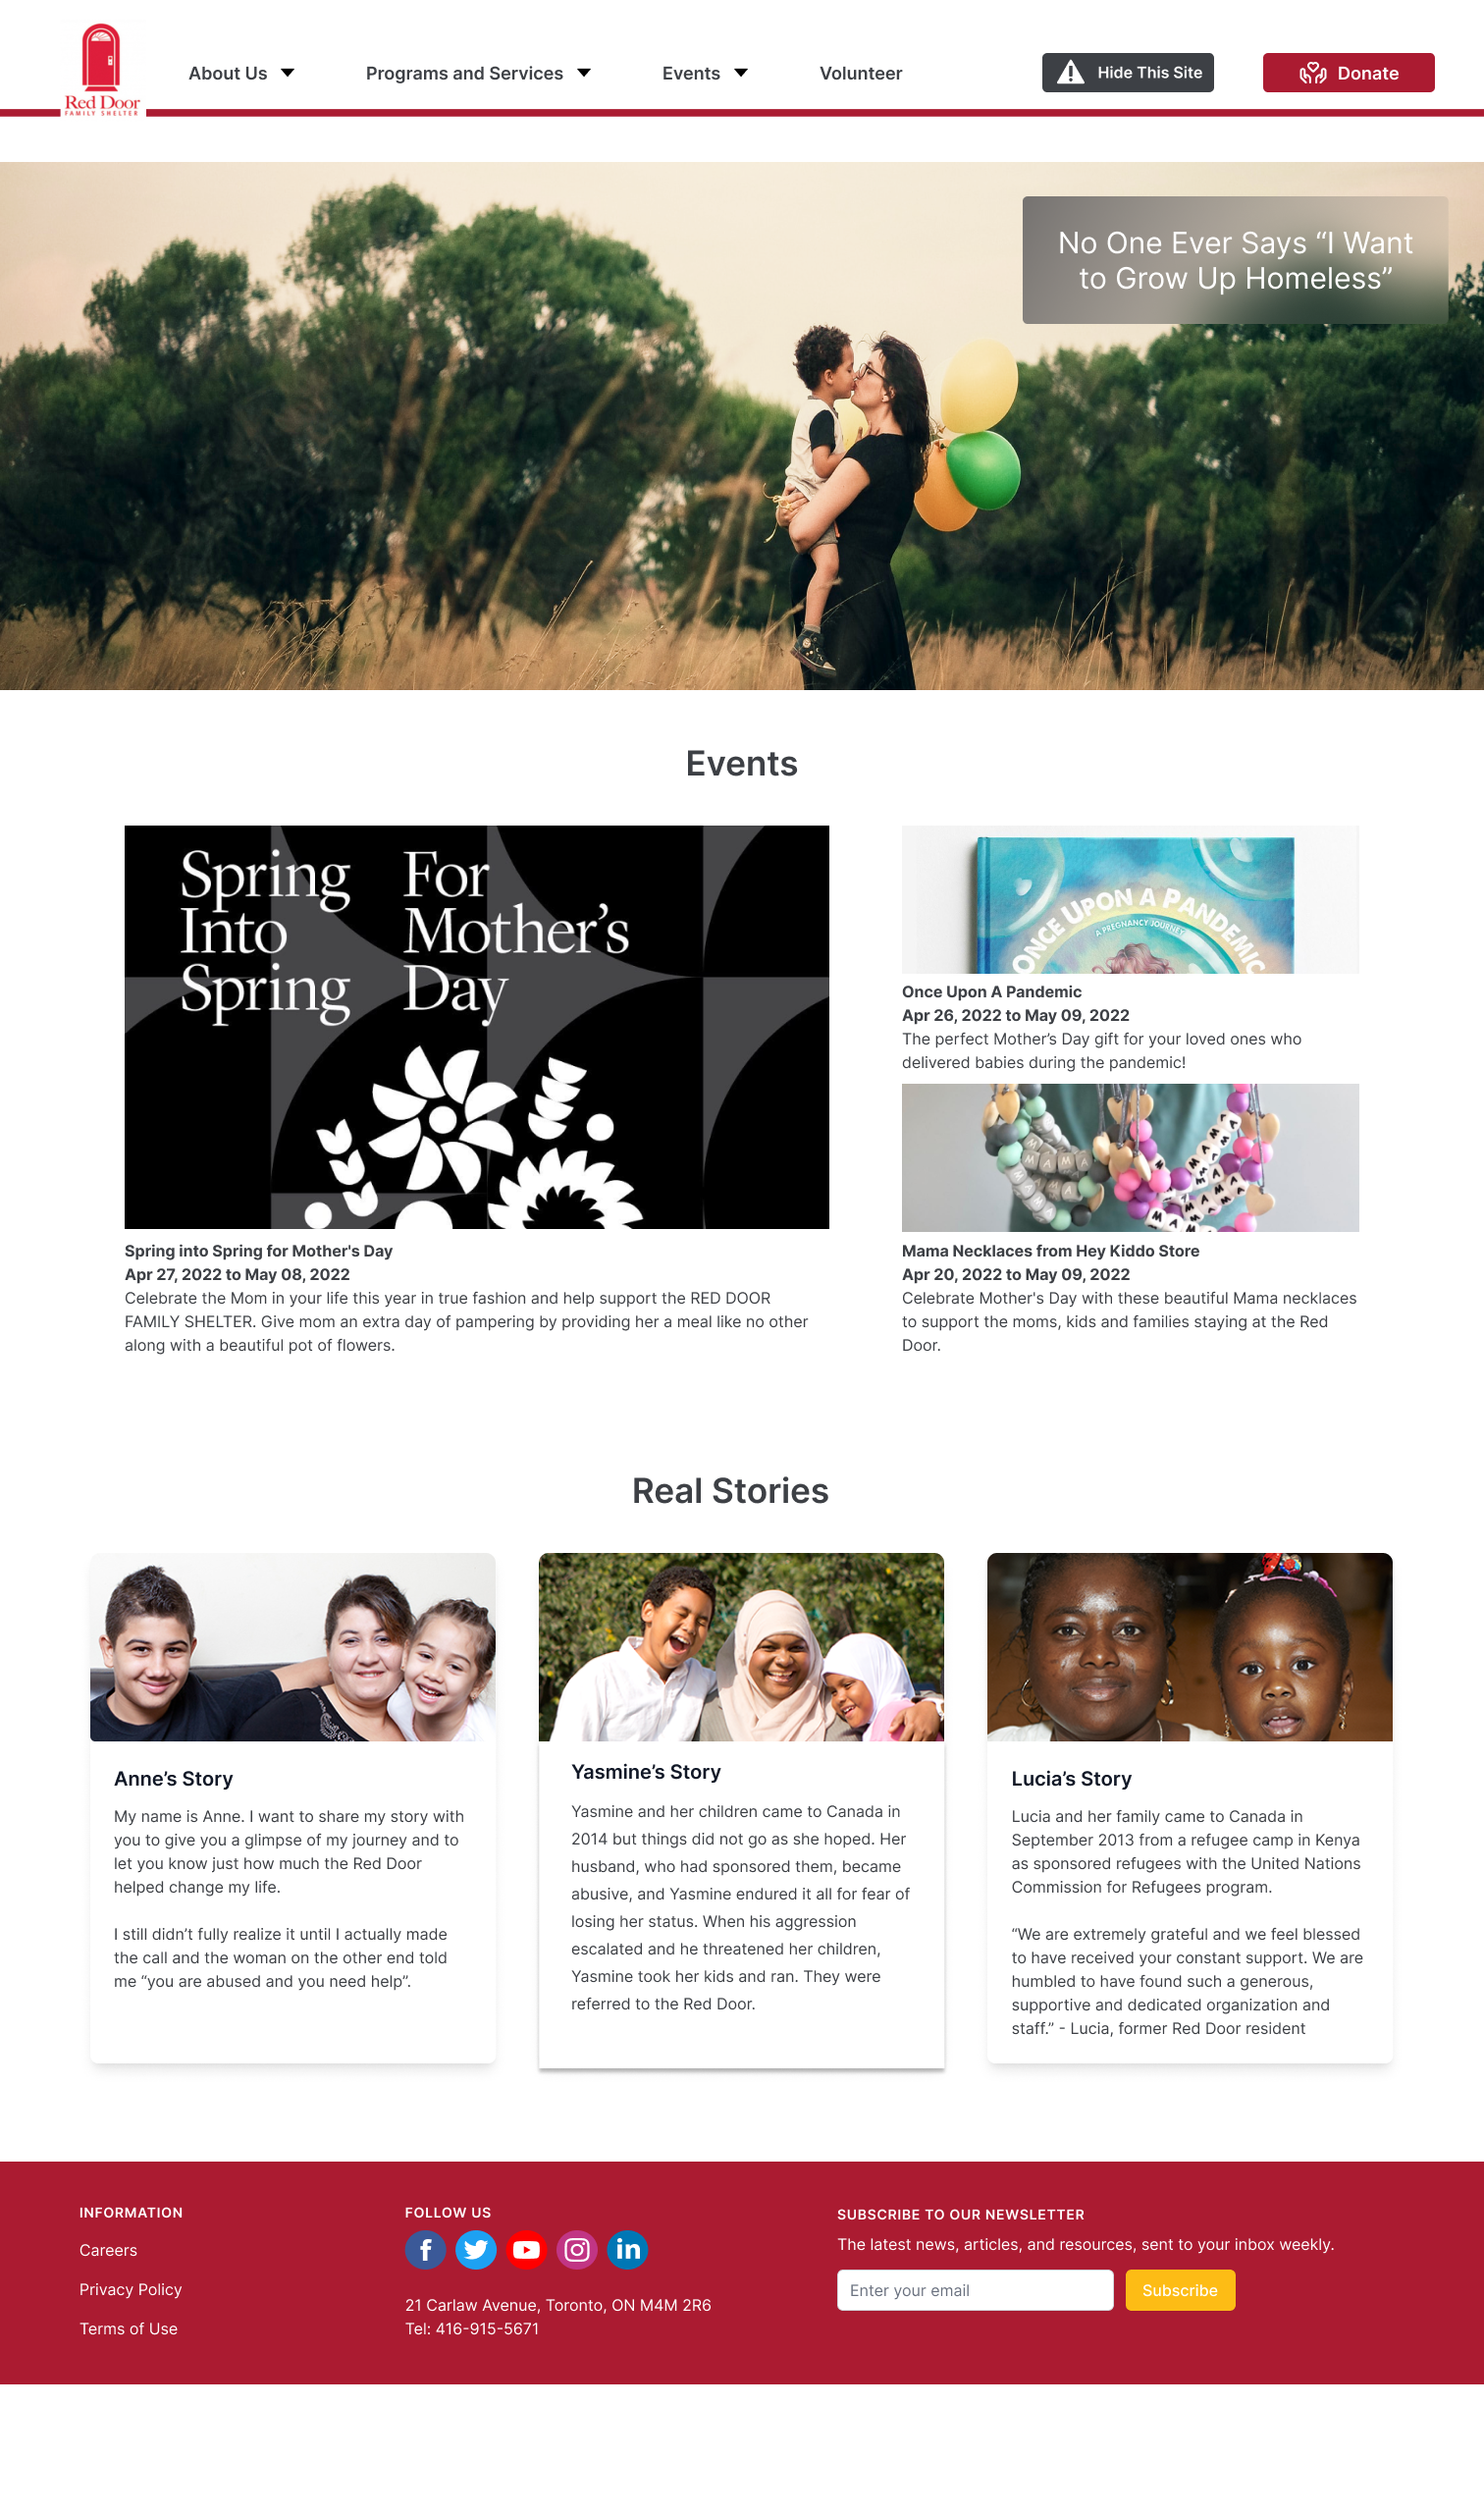 Red Door
FAMILY SHELTER
About Us
Programs and Services
Events
Volunteer
Hide This Site
Donate
No One Ever Says “I Want
to Grow Up Homeless”
Events
Spring
Into
Spring
For
Mother’s
Day
Spring into Spring for Mother's Day
Apr 27, 2022 to May 08, 2022
Celebrate the Mom in your life this year in true fashion and help support the RED DOOR
FAMILY SHELTER. Give mom an extra day of pampering by providing her a meal like no other
along with a beautiful pot of flowers.
ONCE UPON A PANDEMIC
A PREGNANCY JOURNEY
Once Upon A Pandemic
Apr 26, 2022 to May 09, 2022
The perfect Mother’s Day gift for your loved ones who
delivered babies during the pandemic!
MAMA
MAMA
MAMA
MAMA
MAMA
Mama Necklaces from Hey Kiddo Store
Apr 20, 2022 to May 09, 2022
Celebrate Mother's Day with these beautiful Mama necklaces
to support the moms, kids and families staying at the Red
Door.
Real Stories
Anne’s Story
My name is Anne. I want to share my story with
you to give you a glimpse of my journey and to
let you know just how much the Red Door
helped change my life.
I still didn’t fully realize it until I actually made
the call and the woman on the other end told
me “you are abused and you need help”.
Yasmine’s Story
Yasmine and her children came to Canada in
2014 but things did not go as she hoped. Her
husband, who had sponsored them, became
abusive, and Yasmine endured it all for fear of
losing her status. When his aggression
escalated and he threatened her children,
Yasmine took her kids and ran. They were
referred to the Red Door.
Lucia’s Story
Lucia and her family came to Canada in
September 2013 from a refugee camp in Kenya
as sponsored refugees with the United Nations
Commission for Refugees program.
“We are extremely grateful and we feel blessed
to have received your constant support. We are
humbled to have found such a generous,
supportive and dedicated organization and
staff.” - Lucia, former Red Door resident
INFORMATION
Careers
Privacy Policy
Terms of Use
FOLLOW US
21 Carlaw Avenue, Toronto, ON M4M 2R6
Tel: 416-915-5671
SUBSCRIBE TO OUR NEWSLETTER
The latest news, articles, and resources, sent to your inbox weekly.
Enter your email
Subscribe